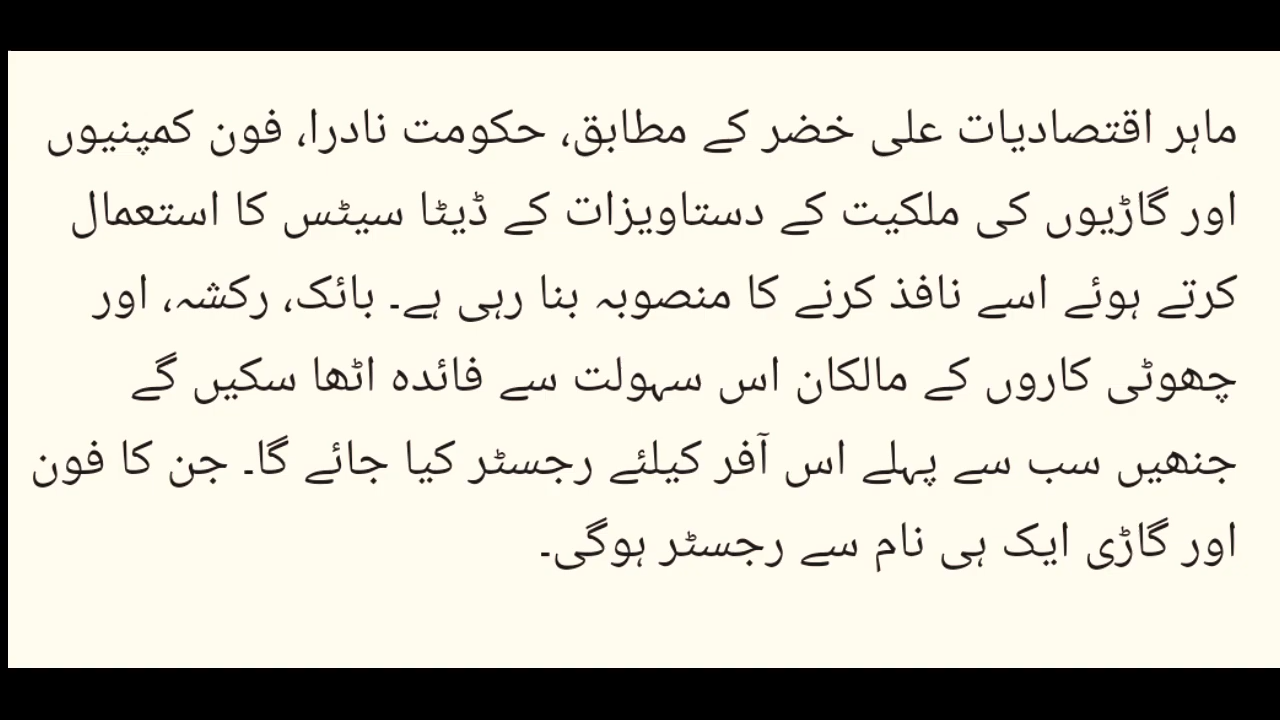 ماہر اقتصادیات علی خضر کے مطابق، حکومت نادرا، فون کمپنیوں
اور گاڑیوں کی ملکیت کے دستاویزات کے ڈیٹا سیٹس کا استعمال
کرتے ہوئے اسے نافذ کرنے کا منصوبہ بنا رہی ہے۔ بائک، رکشہ، اور
چھوٹی کاروں کے مالکان اس سہولت سے فائدہ اٹھا سکیں گے
جنھیں سب سے پہلے اس آفر کیلئے رجسٹر کیا جائے گا۔ جن کا فون
اور گاڑی ایک ہی نام سے رجسٹر ہوگی۔